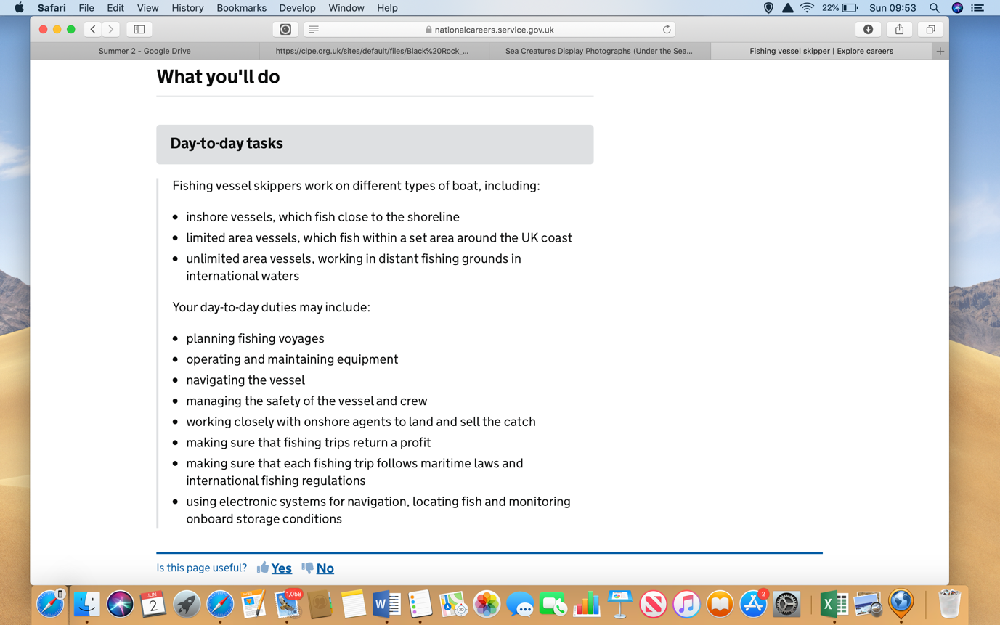 Safari File Edit View History Bookmarks Develop Window Help 22% Sun 09:53
nationalcareers.service.gov.uk
Summer 2 - Google Drive
https://clpe.org.uk/sites/default/files/Black%20Rock_...
Sea Creatures Display Photographs (Under the Sea...
Fishing vessel skipper | Explore careers
What you'll do
Day-to-day tasks
Fishing vessel skippers work on different types of boat, including:
inshore vessels, which fish close to the shoreline
limited area vessels, which fish within a set area around the UK coast
unlimited area vessels, working in distant fishing grounds in
international waters
Your day-to-day duties may include:
planning fishing voyages
operating and maintaining equipment
navigating the vessel
managing the safety of the vessel and crew
working closely with onshore agents to land and sell the catch
making sure that fishing trips return a profit
making sure that each fishing trip follows maritime laws and
international fishing regulations
using electronic systems for navigation, locating fish and monitoring
onboard storage conditions
Is this page useful? Yes No
JUN
2
1,058
W
3D
2
X